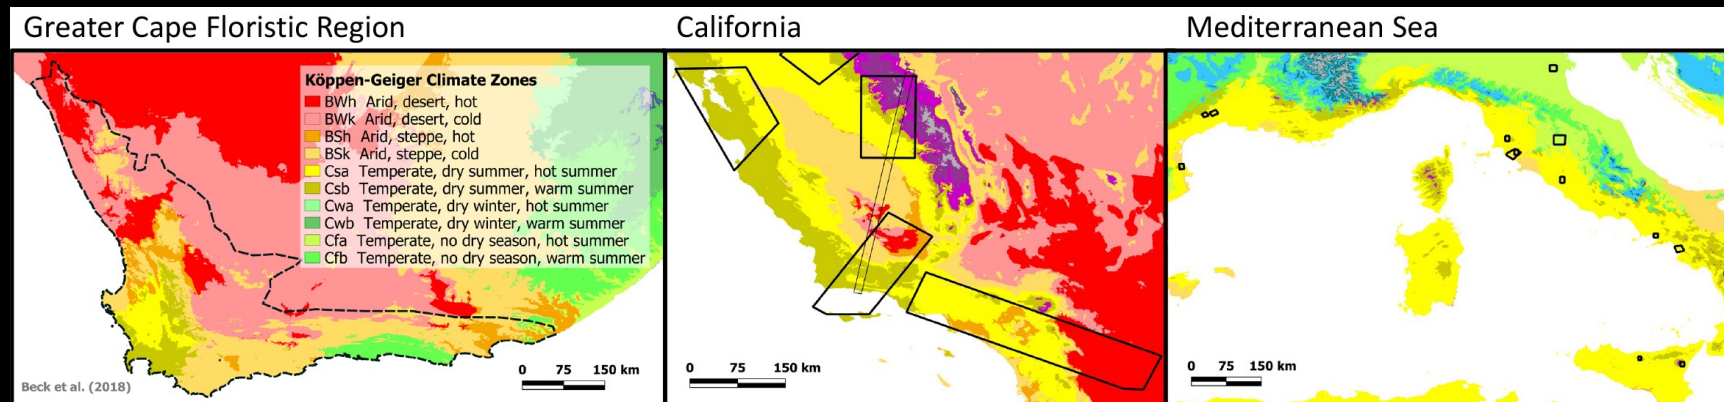 Greater Cape Floristic Region
California
Mediterranean Sea
Köppen-Geiger Climate Zones
BWh Arid, desert, hot
BWk Arid, desert, cold
BSh Arid, steppe, hot
BSk Arid, steppe, cold
Csa Temperate, dry summer, hot summer
Csb Temperate, dry summer, warm summer
Cwa Temperate, dry winter, hot summer
Cwb Temperate, dry winter, warm summer
Cfa Temperate, no dry season, hot summer
Cfb Temperate, no dry season, warm summer
0 75 150 km
0 75 150 km
0 75 150 km
Beck et al. (2018)